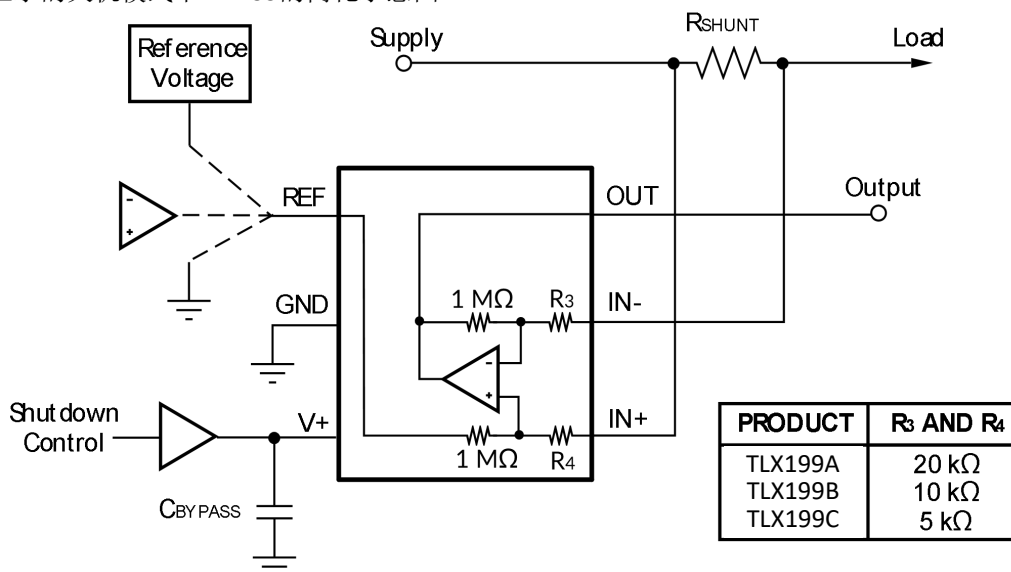 Supply
RSHUNT
Load
Reference
Voltage
-
+
REF
OUT
Output
GND
1 MΩ
R3
IN-
-
+
Shutdown
Control
V+
1 MΩ
R4
IN+
CBYPASS
PRODUCT R3 AND R4
TLX199A 20 kΩ
TLX199B 10 kΩ
TLX199C 5 kΩ